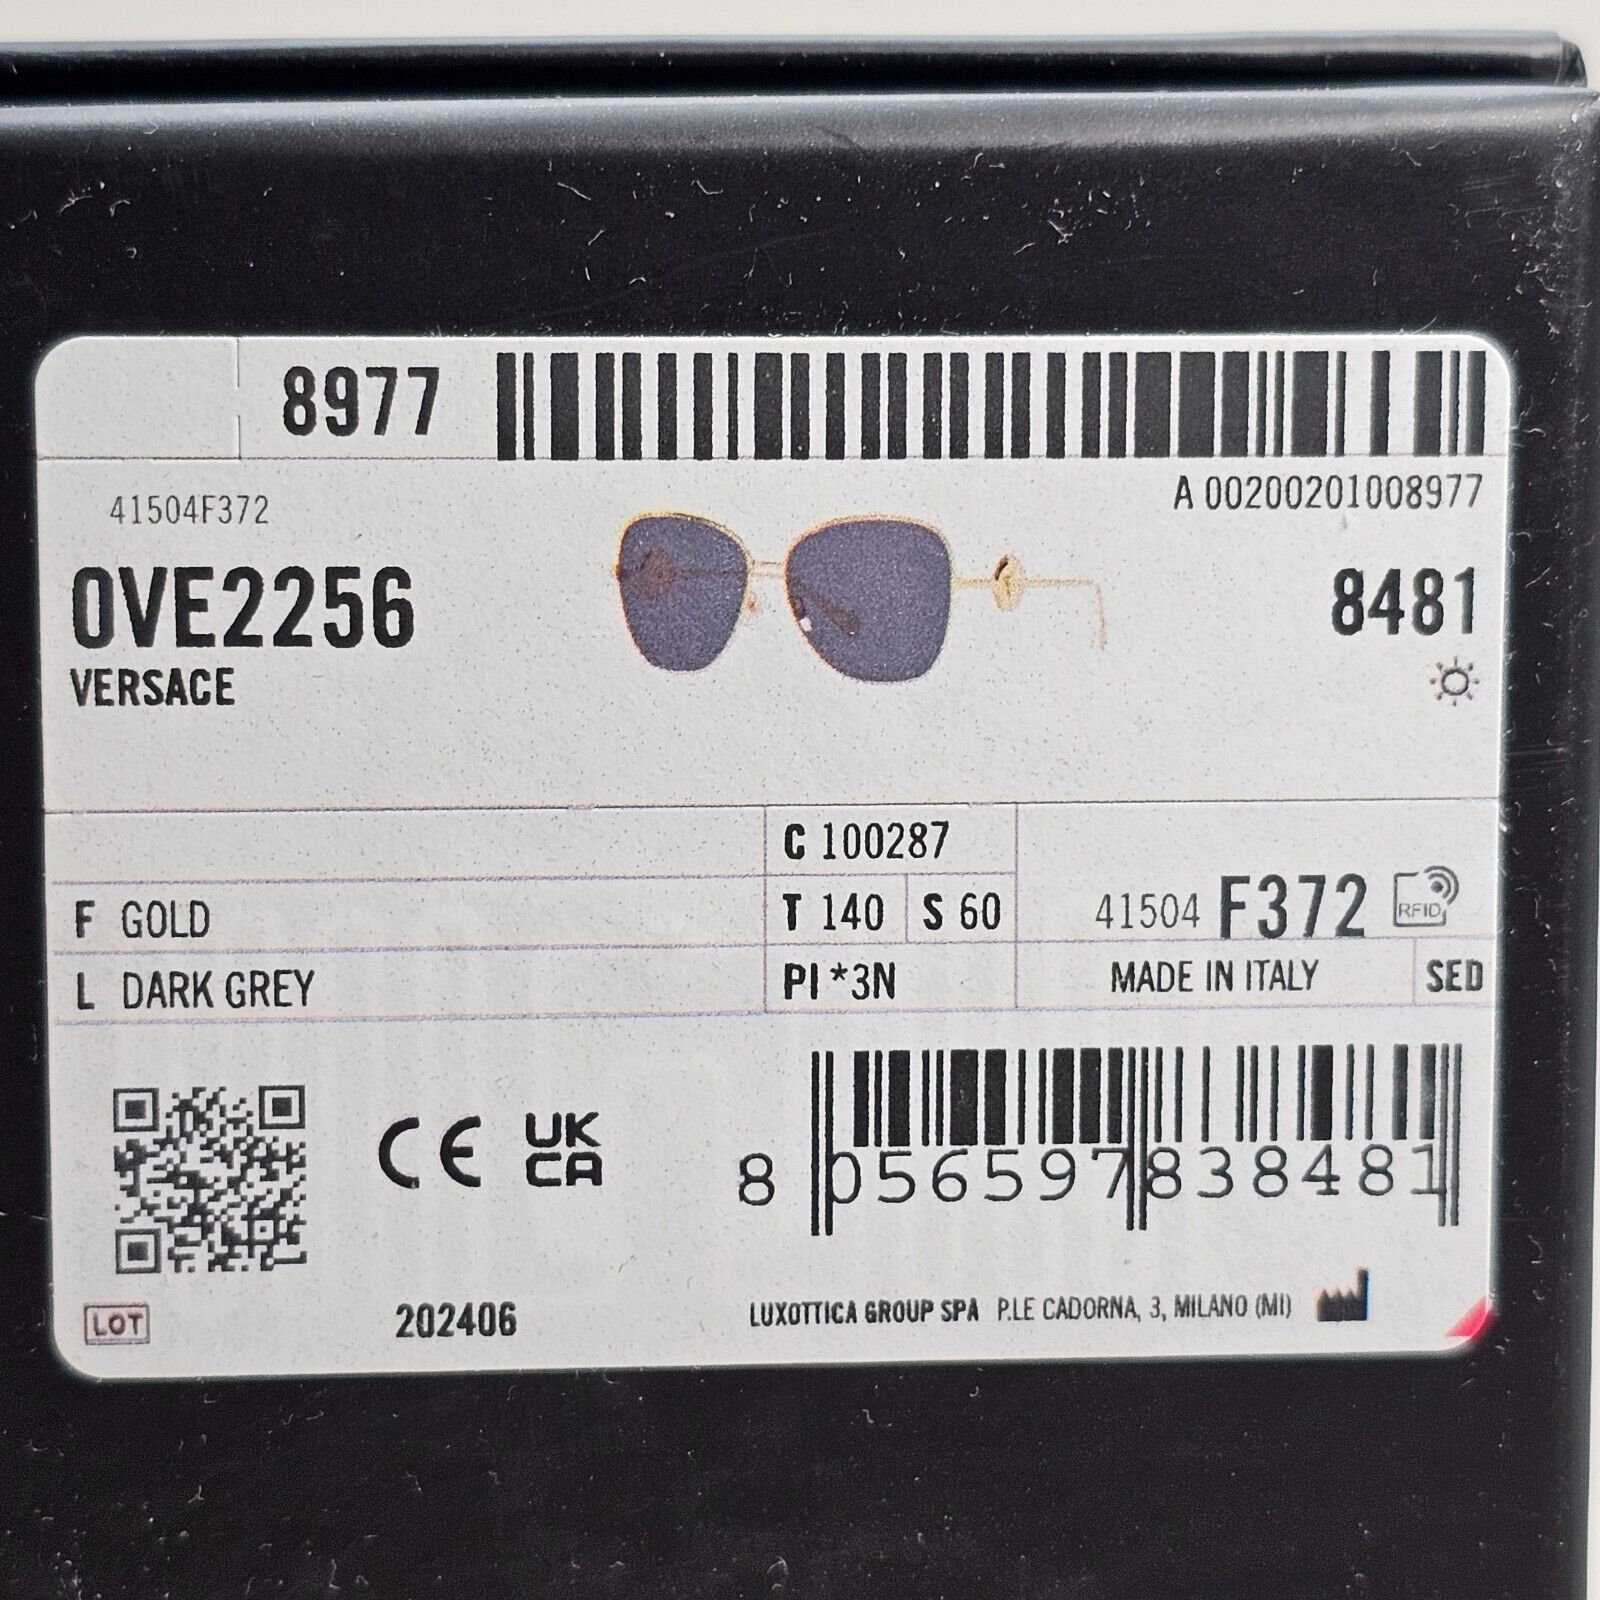 8977
A 00200201008977
41504F372
0VE2256
8481
VERSACE
C 100287
F GOLD
T 140 S 60
41504 F372 RFID
L DARK GREY
PI *3N
MADE IN ITALY SED
CE UK CA
8 056597 838481
LOT 202406
LUXOTTICA GROUP SPA P.LE CADORNA, 3, MILANO (MI)